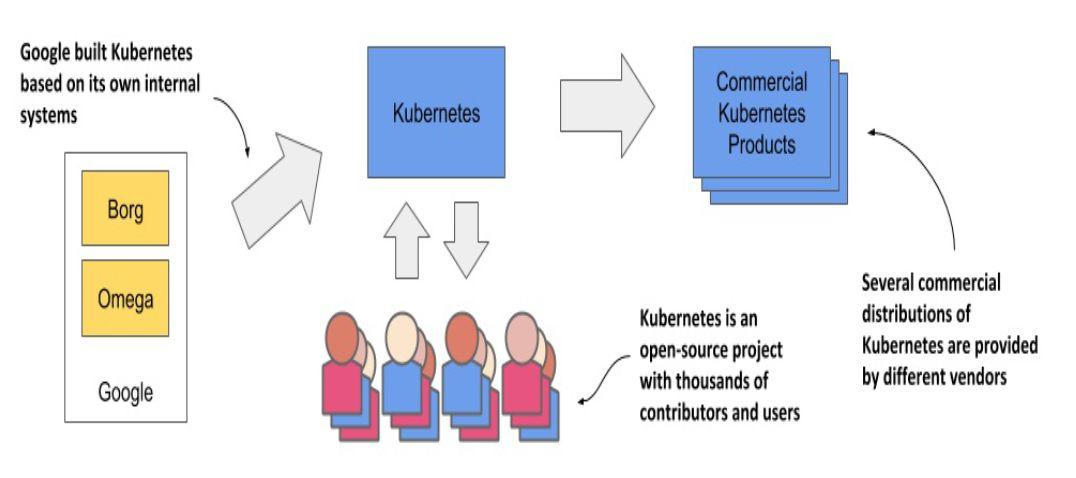 Google built Kubernetes
based on its own internal
systems
Borg
Omega
Google
Kubernetes
Commercial
Kubernetes
Products
Kubernetes is an
open-source project
with thousands of
contributors and users
Several commercial
distributions of
Kubernetes are provided
by different vendors